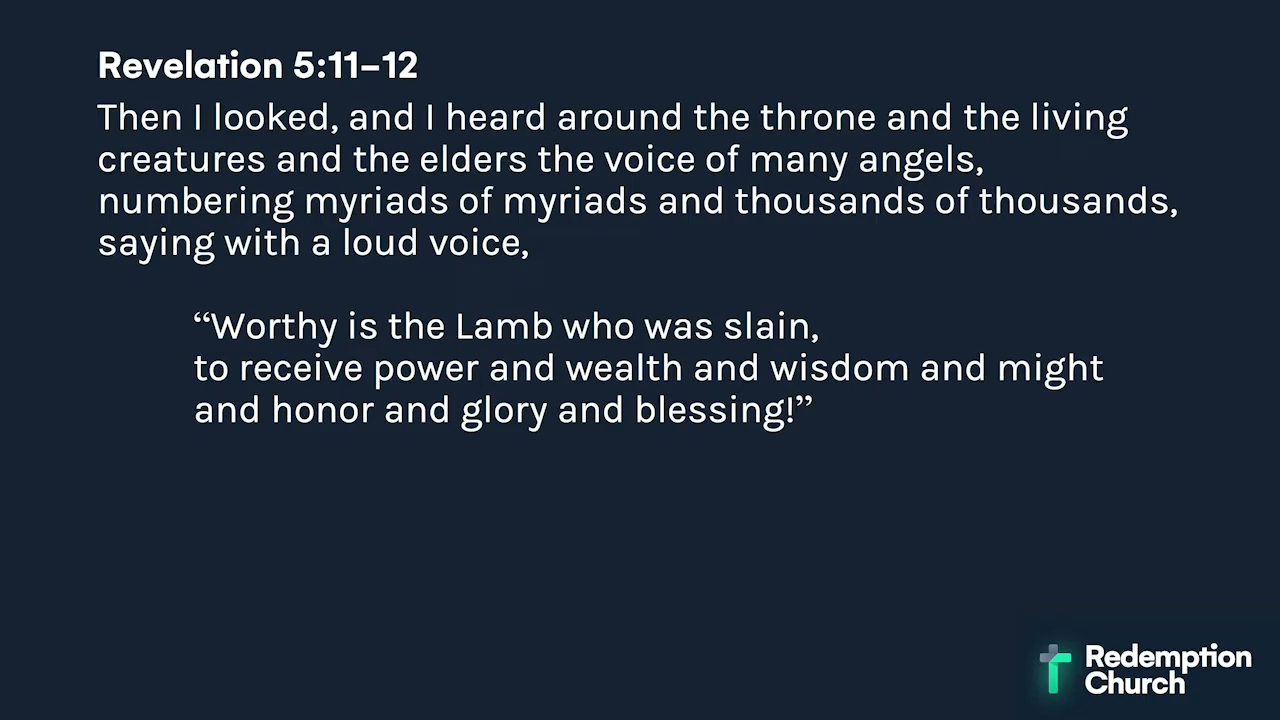 Revelation 5:11–12
Then I looked, and I heard around the throne and the living
creatures and the elders the voice of many angels,
numbering myriads of myriads and thousands of thousands,
saying with a loud voice,
“Worthy is the Lamb who was slain,
to receive power and wealth and wisdom and might
and honor and glory and blessing!”
Redemption
Church